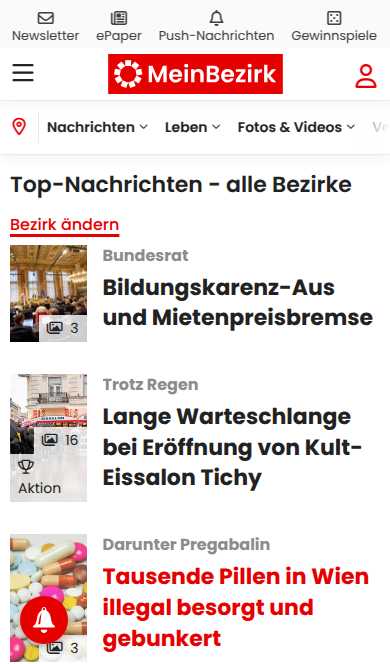 Newsletter ePaper Push-Nachrichten Gewinnspiele
MeinBezirk
Nachrichten Leben Fotos & Videos
Top-Nachrichten - alle Bezirke
Bezirk ändern
Bundesrat
Bildungskarenz-Aus
und Mietenpreisbremse
3
Trotz Regen
Lange Warteschlange
bei Eröffnung von Kult-
Eissalon Tichy
16
Aktion
Darunter Pregabalin
Tausende Pillen in Wien
illegal besorgt und
gebunkert
3